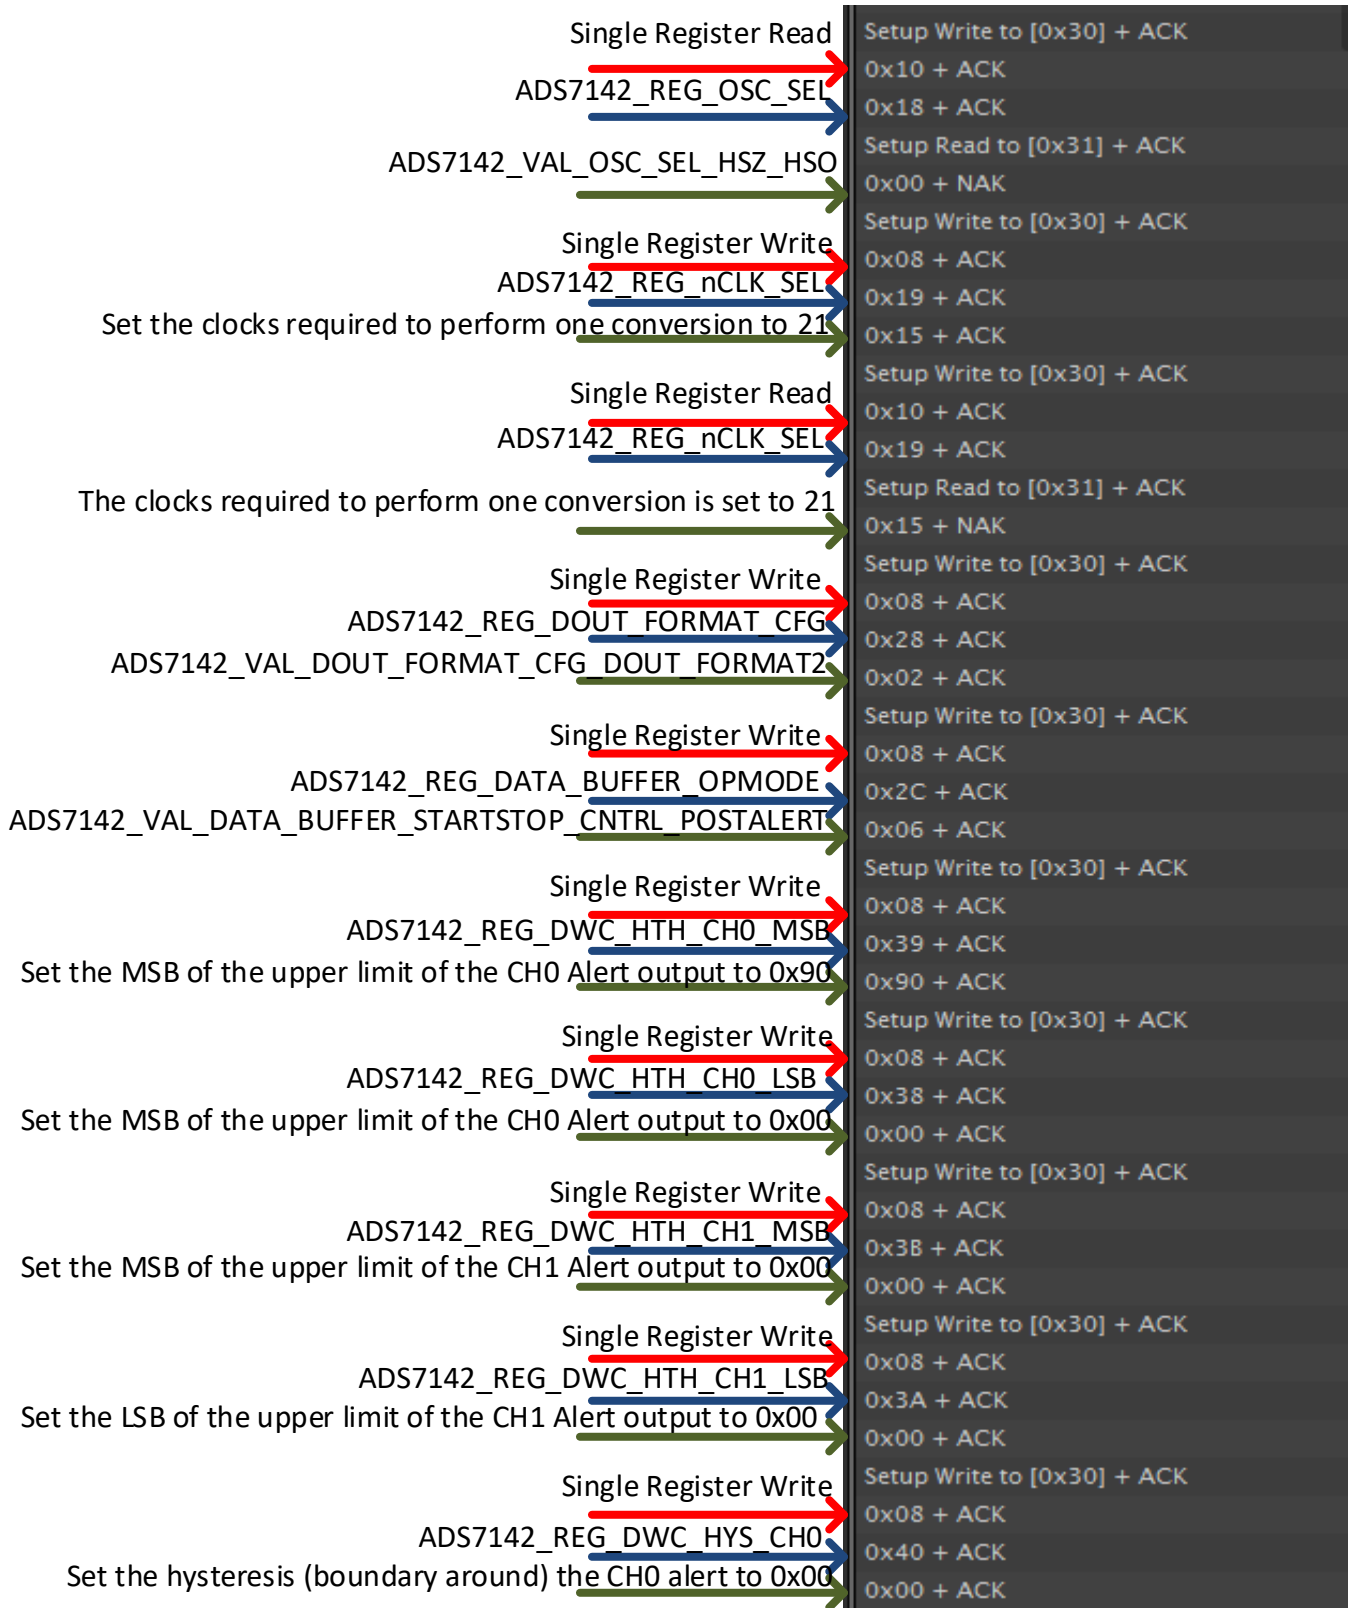 Single Register Read
Setup Write to [0x30] + ACK
0x10 + ACK
ADS7142_REG_OSC_SEL
0x18 + ACK
Setup Read to [0x31] + ACK
ADS7142_VAL_OSC_SEL_HSZ_HSO
0x00 + NAK
Setup Write to [0x30] + ACK
Single Register Write
0x08 + ACK
ADS7142_REG_nCLK_SEL
0x19 + ACK
Set the clocks required to perform one conversion to 21
0x15 + ACK
Setup Write to [0x30] + ACK
Single Register Read
0x10 + ACK
ADS7142_REG_nCLK_SEL
0x19 + ACK
Setup Read to [0x31] + ACK
The clocks required to perform one conversion is set to 21
0x15 + NAK
Setup Write to [0x30] + ACK
Single Register Write
0x08 + ACK
ADS7142_REG_DOUT_FORMAT_CFG
0x28 + ACK
ADS7142_VAL_DOUT_FORMAT_CFG_DOUT_FORMAT2
0x02 + ACK
Setup Write to [0x30] + ACK
Single Register Write
0x08 + ACK
ADS7142_REG_DATA_BUFFER_OPMODE
0x2C + ACK
ADS7142_VAL_DATA_BUFFER_STARTSTOP_CNTRL_POSTALERT
0x06 + ACK
Setup Write to [0x30] + ACK
Single Register Write
0x08 + ACK
ADS7142_REG_DWC_HTH_CH0_MSB
0x39 + ACK
Set the MSB of the upper limit of the CH0 Alert output to 0x90
0x90 + ACK
Setup Write to [0x30] + ACK
Single Register Write
0x08 + ACK
ADS7142_REG_DWC_HTH_CH0_LSB
0x38 + ACK
Set the MSB of the upper limit of the CH0 Alert output to 0x00
0x00 + ACK
Setup Write to [0x30] + ACK
Single Register Write
0x08 + ACK
ADS7142_REG_DWC_HTH_CH1_MSB
0x3B + ACK
Set the MSB of the upper limit of the CH1 Alert output to 0x00
0x00 + ACK
Setup Write to [0x30] + ACK
Single Register Write
0x08 + ACK
ADS7142_REG_DWC_HTH_CH1_LSB
0x3A + ACK
Set the LSB of the upper limit of the CH1 Alert output to 0x00
0x00 + ACK
Setup Write to [0x30] + ACK
Single Register Write
0x08 + ACK
ADS7142_REG_DWC_HYS_CH0
0x40 + ACK
Set the hysteresis (boundary around) the CH0 alert to 0x00
0x00 + ACK